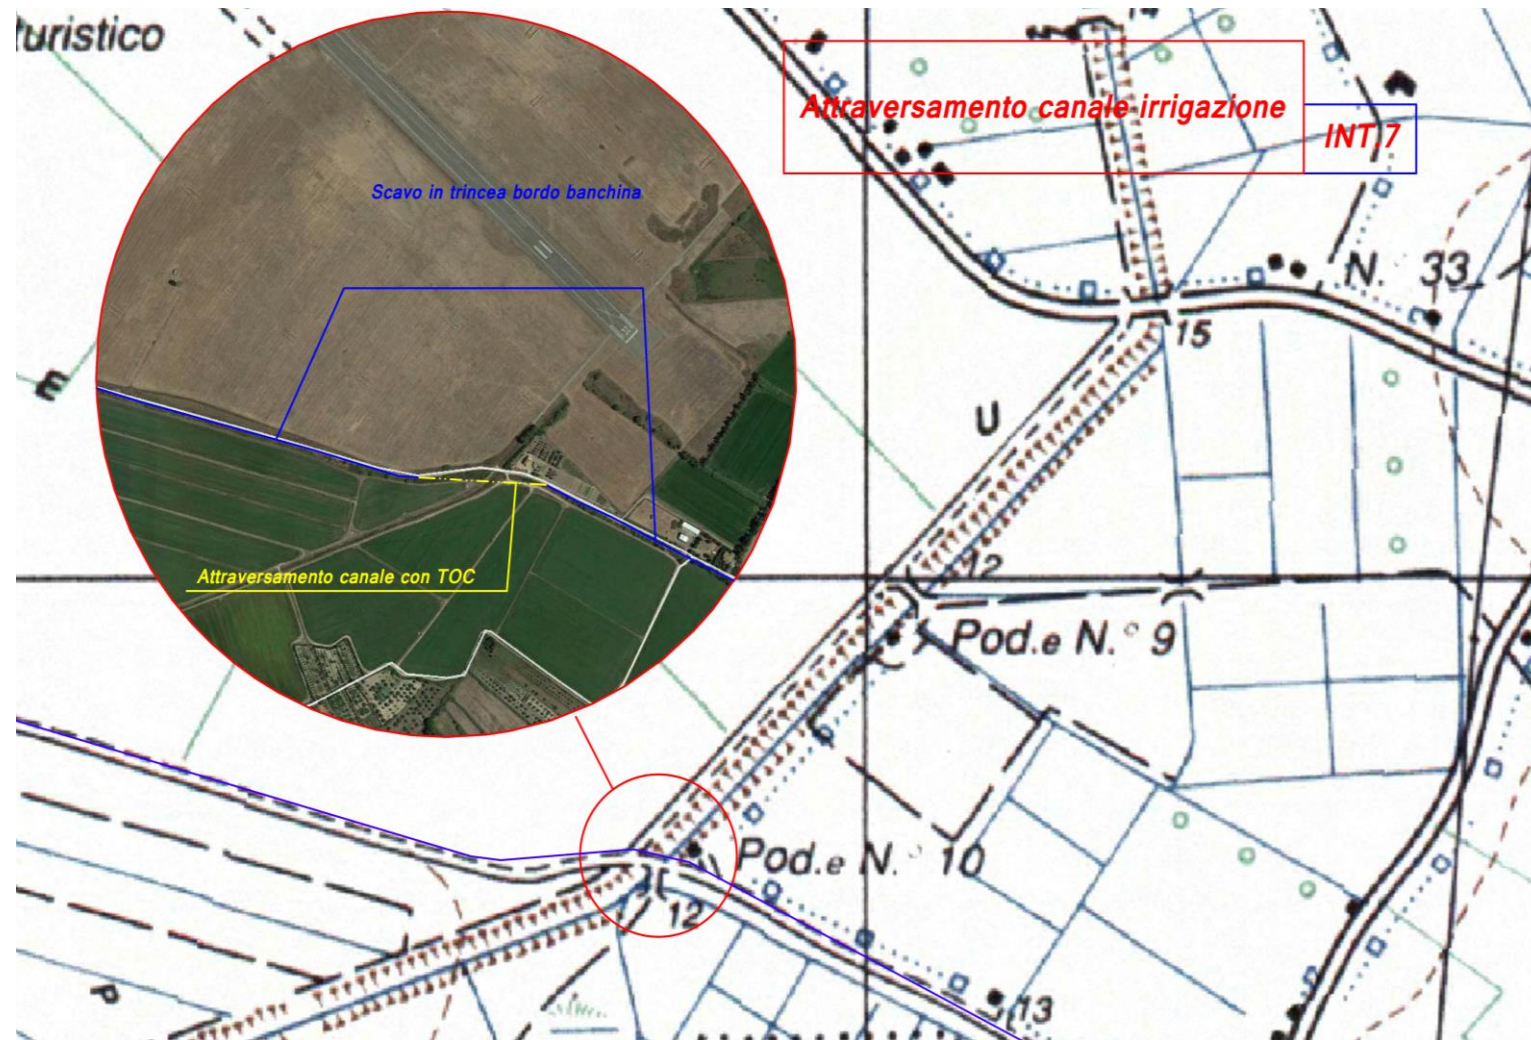 turistico
Attraversamento canale irrigazione
INT.7
Scavo in trincea bordo banchina
N. 33
15
E
U
12
Attraversamento canale con TOC
Pod.e N.° 9
Pod.e N.° 10
12
P
13